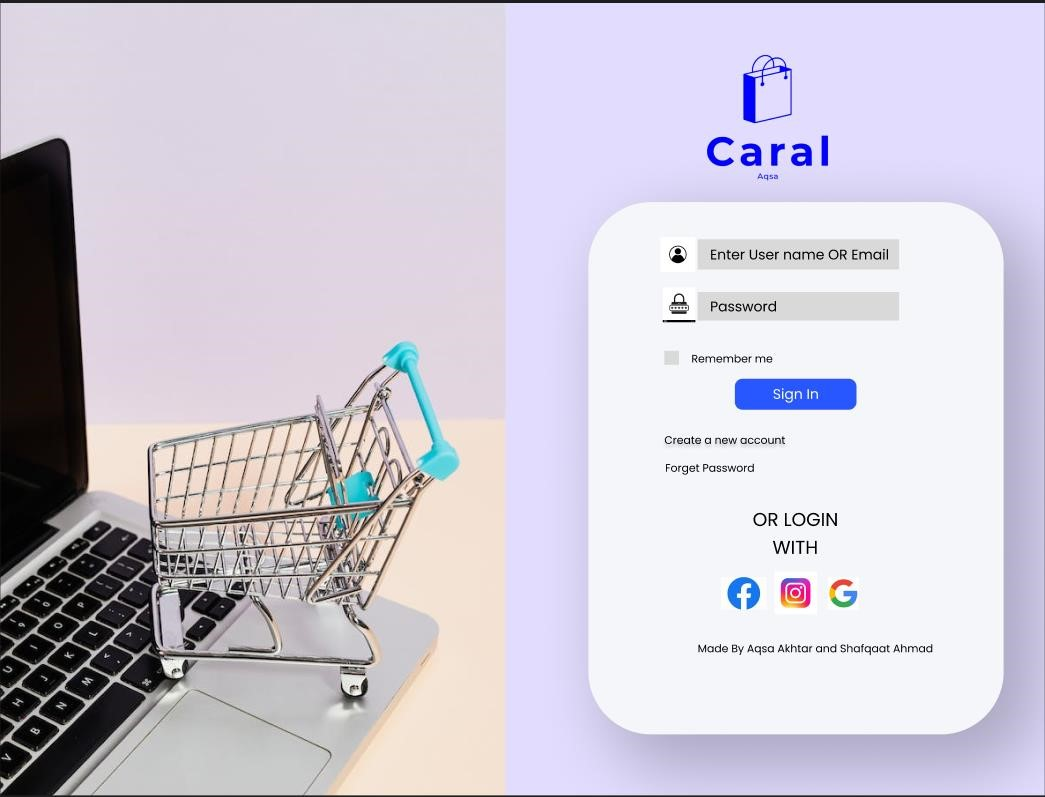 Caral
Aqsa
Enter User name OR Email
Password
Remember me
Sign In
Create a new account
Forget Password
OR LOGIN
WITH
Made By Aqsa Akhtar and Shafqaat Ahmad